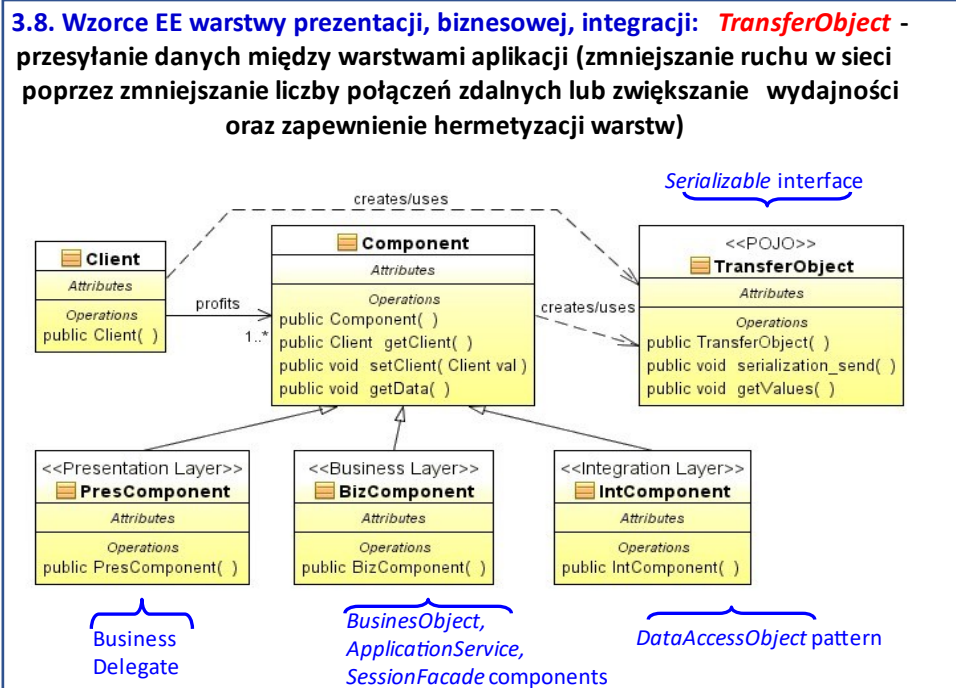 3.8. Wzorce EE warstwy prezentacji, biznesowej, integracji: TransferObject -
przesyłanie danych między warstwami aplikacji (zmniejszanie ruchu w sieci
poprzez zmniejszanie liczby połączeń zdalnych lub zwiększanie wydajności
oraz zapewnienie hermetyzacji warstw)
Serializable interface
creates/uses
Client
Attributes
Operations
public Client( )
profits
1..*
Component
Attributes
Operations
public Component( )
public Client getClient( )
public void setClient( Client val )
public void getData( )
creates/uses
<<POJO>>
TransferObject
Attributes
Operations
public TransferObject( )
public void serialization_send( )
public void getValues( )
<<Presentation Layer>>
PresComponent
Attributes
Operations
public PresComponent( )
<<Business Layer>>
BizComponent
Attributes
Operations
public BizComponent( )
<<Integration Layer>>
IntComponent
Attributes
Operations
public IntComponent( )
Business
Delegate
BusinesObject,
ApplicationService,
SessionFacade components
DataAccessObject pattern